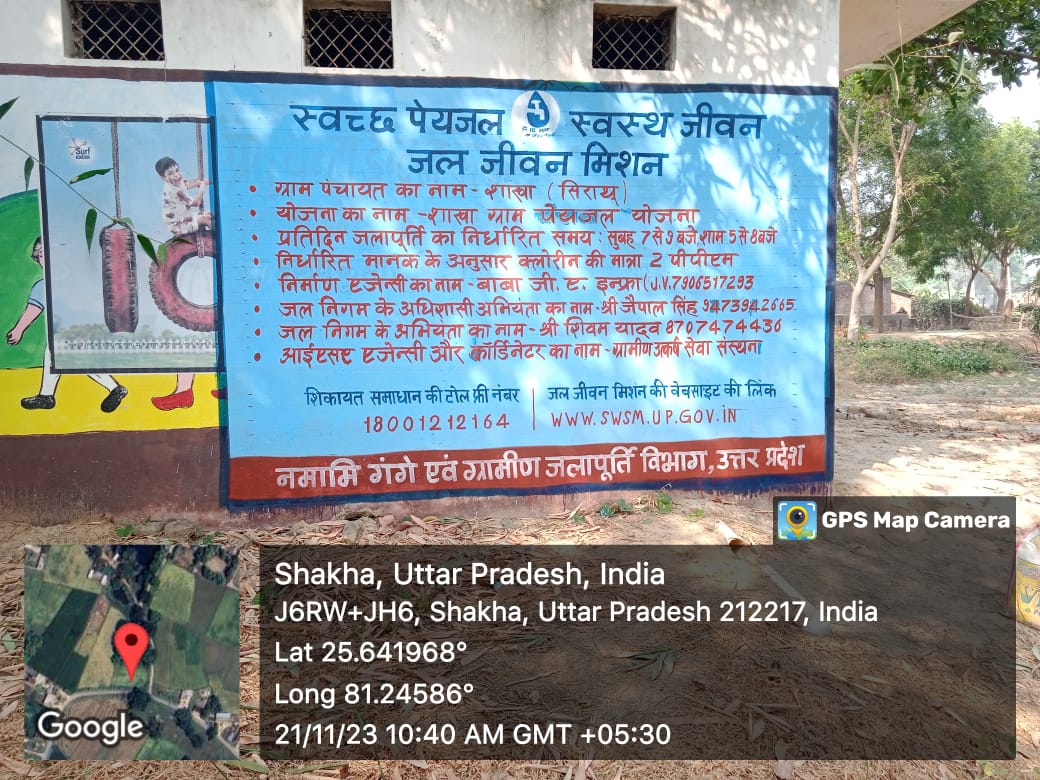 स्वच्छ पेयजल स्वस्थ जीवन
जल जीवन मिशन
Surf
• ग्राम पंचायत का नाम - शाखा (सिराथू)
• योजना का नाम - शाखा ग्राम पेयजल योजना
• प्रतिदिन जलापूर्ति का निर्धारित समय : सुबह 7 से 9 बजे, शाम 5 से 8 बजे
• निर्धारित मानक के अनुसार क्लोरीन की मात्रा 2 पीपीएम
• निर्माण एजेन्सी का नाम - बाबा जी. ए. इन्फ्रा (J.V. 7906517293
• जल निगम के अधिशासी अभियंता का नाम - श्री जैपाल सिंह 9473942665
• जल निगम के अभियंता का नाम - श्री शिवम यादव 8707474436
• आईएसए एजेन्सी और कॉर्डिनेटर का नाम - ग्रामीण उत्कर्ष सेवा संस्थना
शिकायत समाधान की टोल फ्री नंबर
18001212164
जल जीवन मिशन की वेबसाइट की लिंक
WWW.SWSM.UP.GOV.IN
नमामि गंगे एवं ग्रामीण जलापूर्ति विभाग, उत्तर प्रदेश
GPS Map Camera
Shakha, Uttar Pradesh, India
J6RW+JH6, Shakha, Uttar Pradesh 212217, India
Lat 25.641968°
Long 81.24586°
21/11/23 10:40 AM GMT +05:30
Google